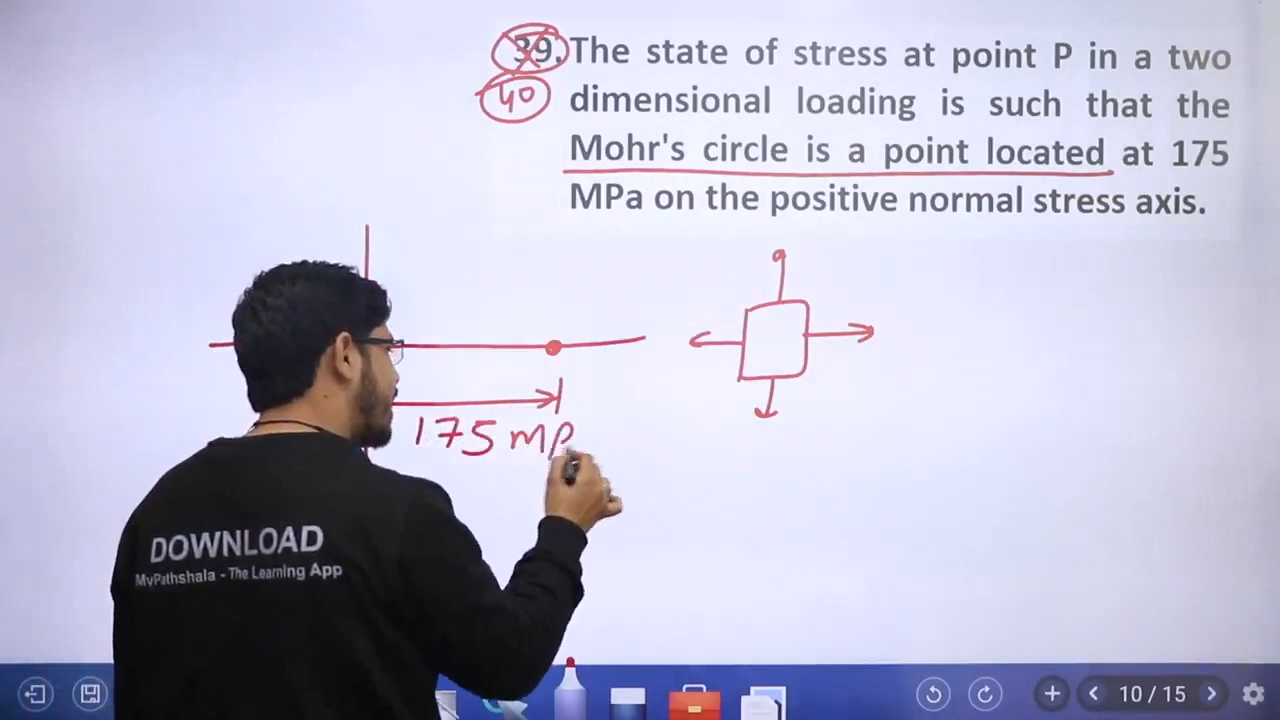 39. The state of stress at point P in a two
40 dimensional loading is such that the
Mohr's circle is a point located at 175
MPa on the positive normal stress axis.
175 MP
DOWNLOAD
MyPathshala - The Learning App
10 / 15